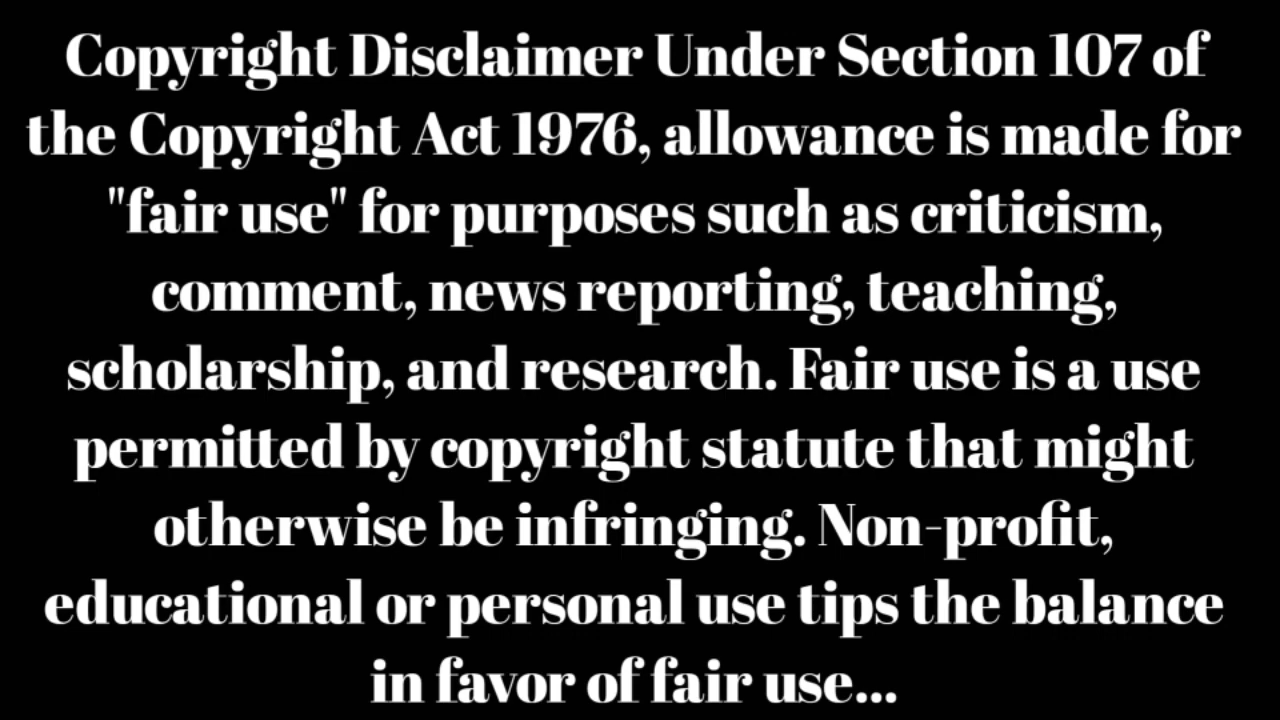 Copyright Disclaimer Under Section 107 of
the Copyright Act 1976, allowance is made for
"fair use" for purposes such as criticism,
comment, news reporting, teaching,
scholarship, and research. Fair use is a use
permitted by copyright statute that might
otherwise be infringing. Non-profit,
educational or personal use tips the balance
in favor of fair use...